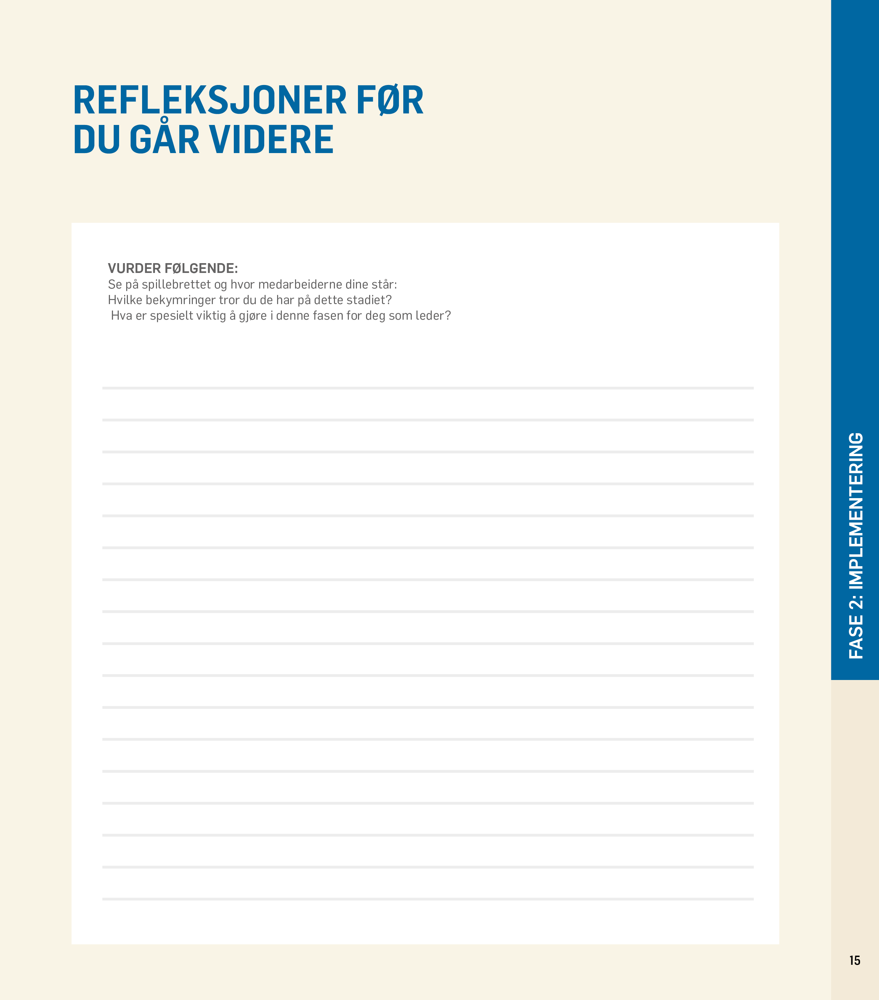 REFLEKSJONER FØR
DU GÅR VIDERE
VURDER FØLGENDE:
Se på spillebrettet og hvor medarbeiderne dine står:
Hvilke bekymringer tror du de har på dette stadiet?
Hva er spesielt viktig å gjøre i denne fasen for deg som leder?
FASE 2: IMPLEMENTERING
15